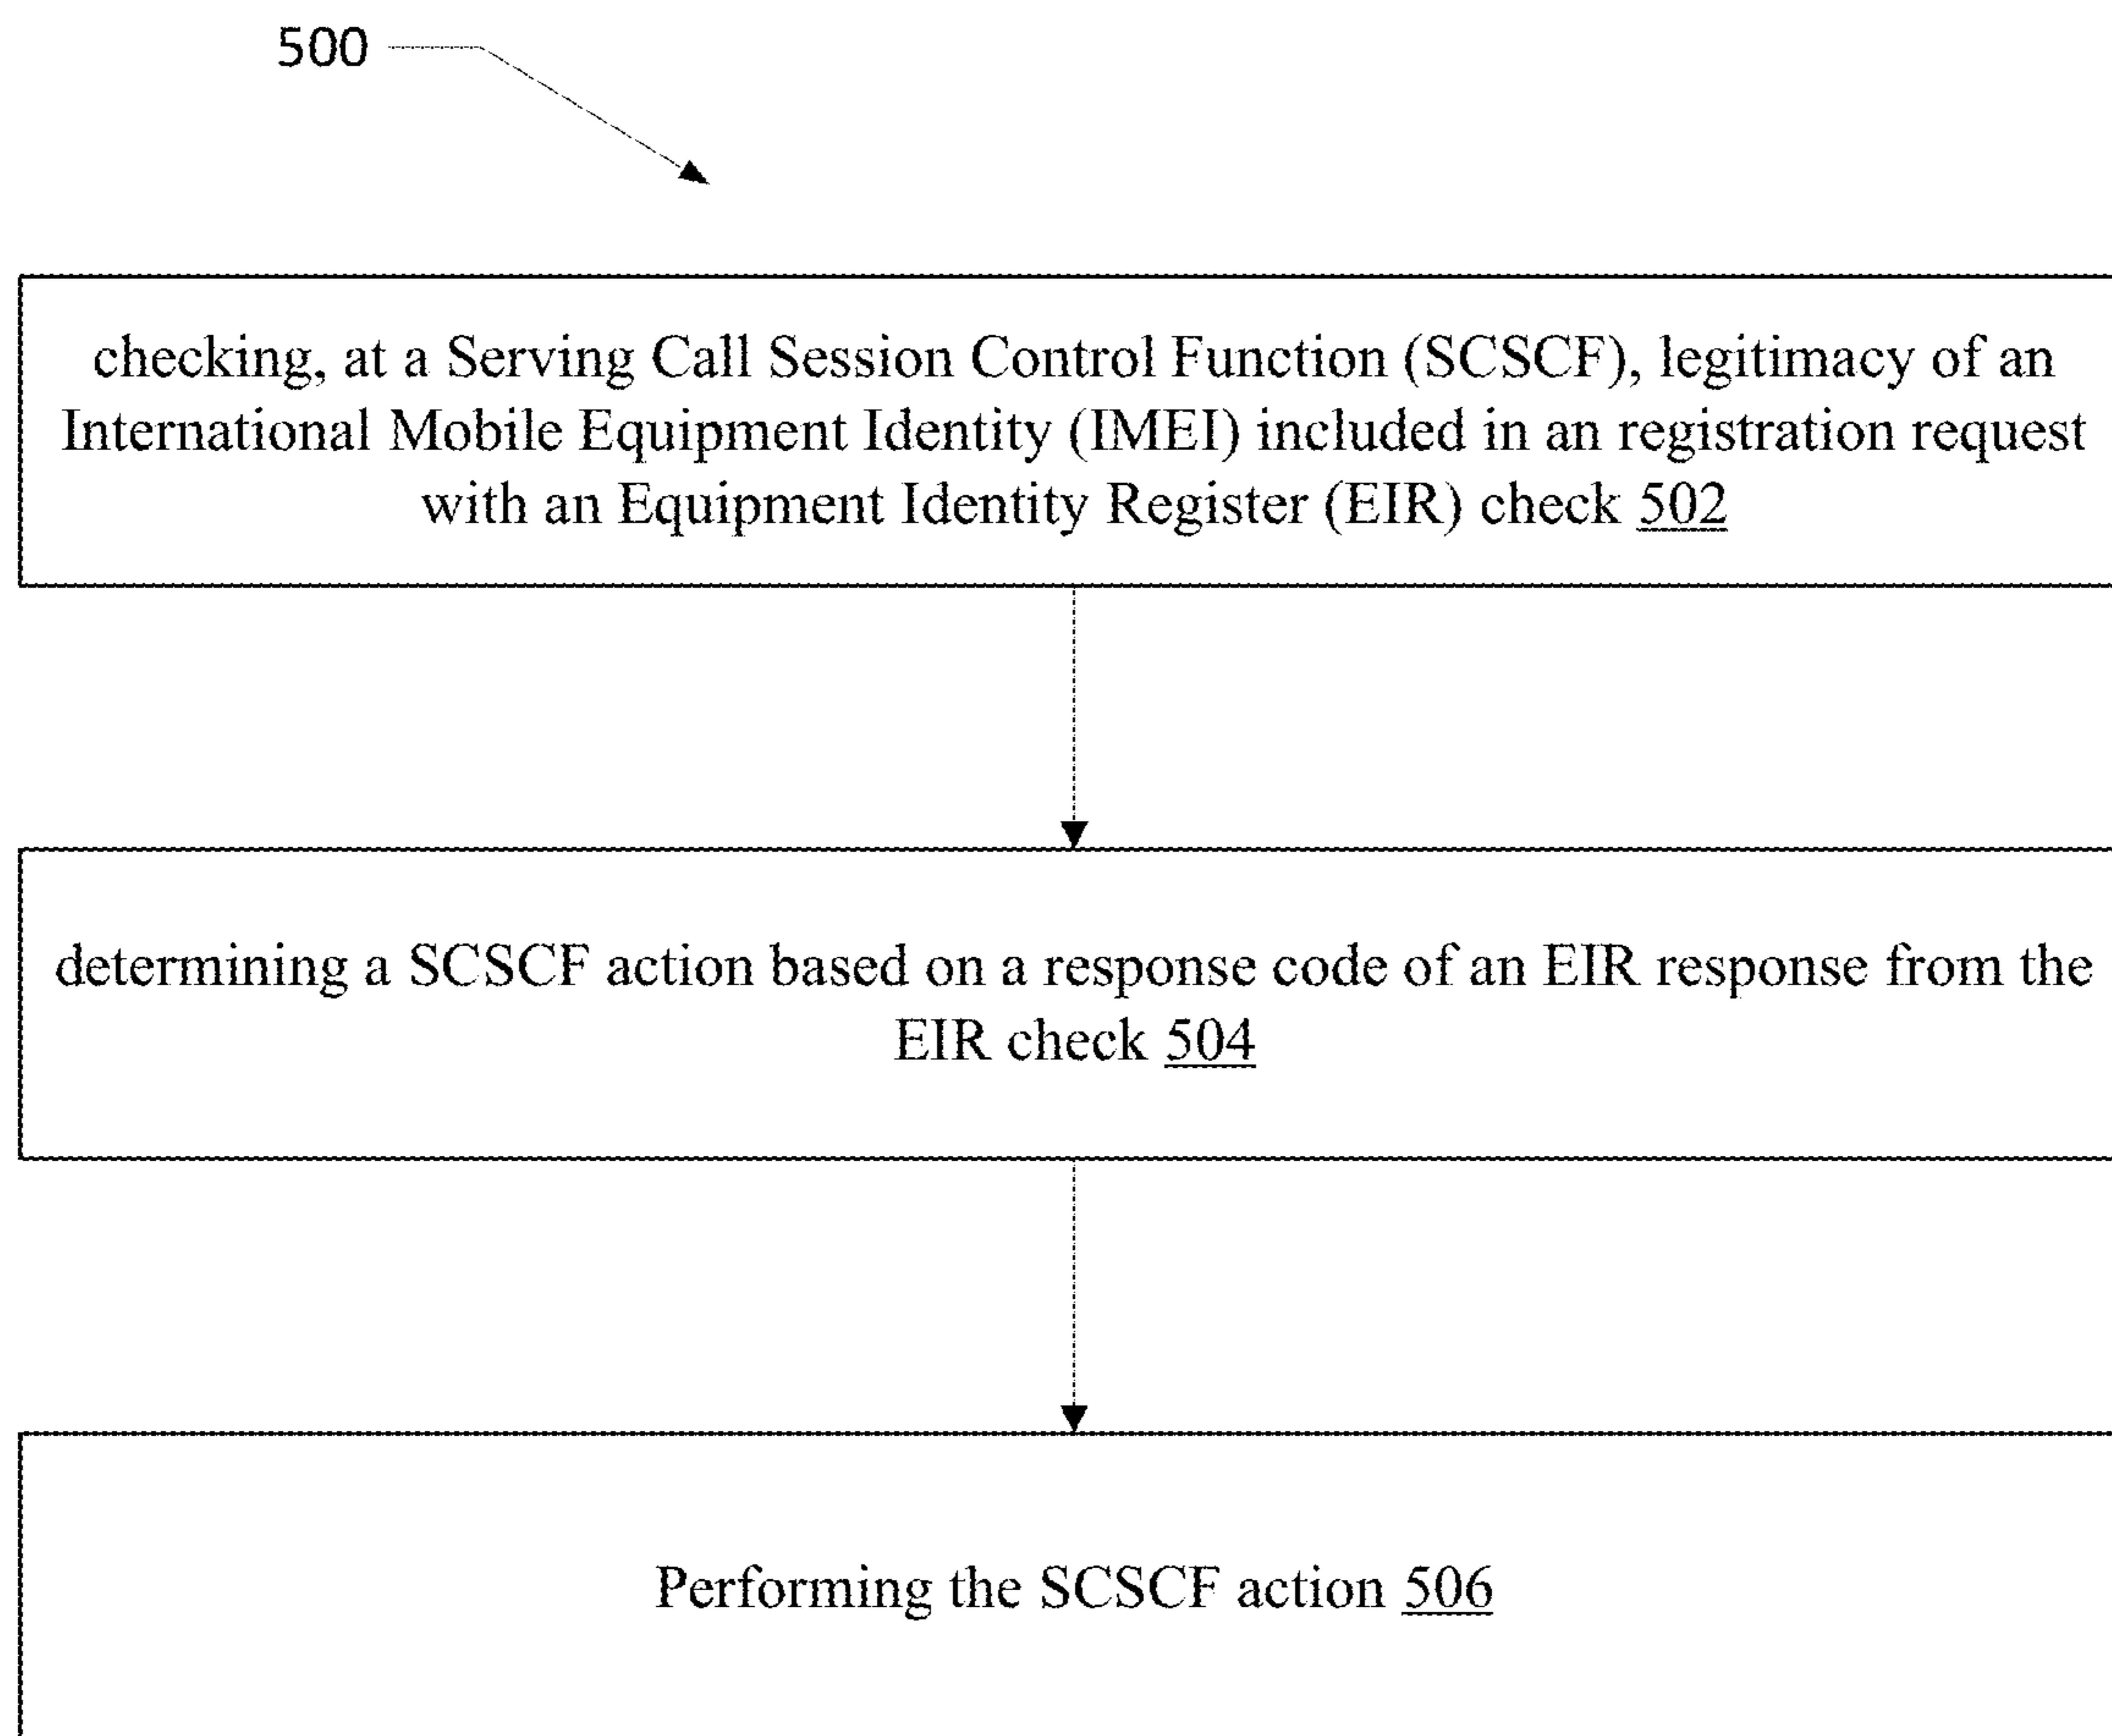 500
checking, at a Serving Call Session Control Function (SCSCF), legitimacy of an
International Mobile Equipment Identity (IMEI) included in an registration request
with an Equipment Identity Register (EIR) check 502
determining a SCSCF action based on a response code of an EIR response from the
EIR check 504
Performing the SCSCF action 506